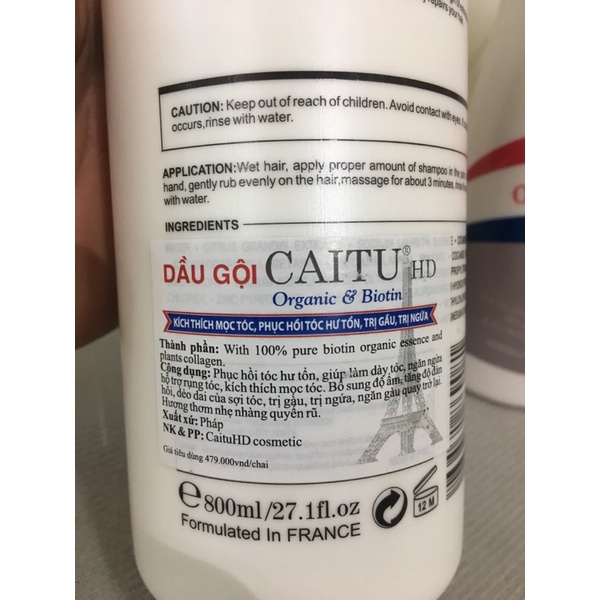 repairs your hair
CAUTION: Keep out of reach of children. Avoid contact with eyes,
occurs,rinse with water.
APPLICATION: Wet hair, apply proper amount of shampoo in the
hand, gently rub evenly on the hair,massage for about 3 minutes,
with water.
INGREDIENTS
DẦU GỘI CAITU® HD
Organic & Biotin
KÍCH THÍCH MỌC TÓC, PHỤC HỒI TÓC HƯ TỔN, TRỊ GẦU, TRỊ NGỨA
Thành phần: With 100% pure biotin organic essence and
plants collagen.
Công dụng: Phục hồi tóc hư tổn, giúp làm dày tóc, ngăn ngừa
hỗ trợ rụng tóc, kích thích mọc tóc. Bổ sung độ ẩm, tăng độ đàn
hồi, dẻo dai của sợi tóc, trị gầu, trị ngứa, ngăn gầu quay trở lại.
Hương thơm nhẹ nhàng quyến rũ.
Xuất xứ: Pháp
NK & PP: CaituHD cosmetic
Giá tiêu dùng 479.000vnd/chai
e 800ml/27.1fl.oz
12 M
Formulated In FRANCE